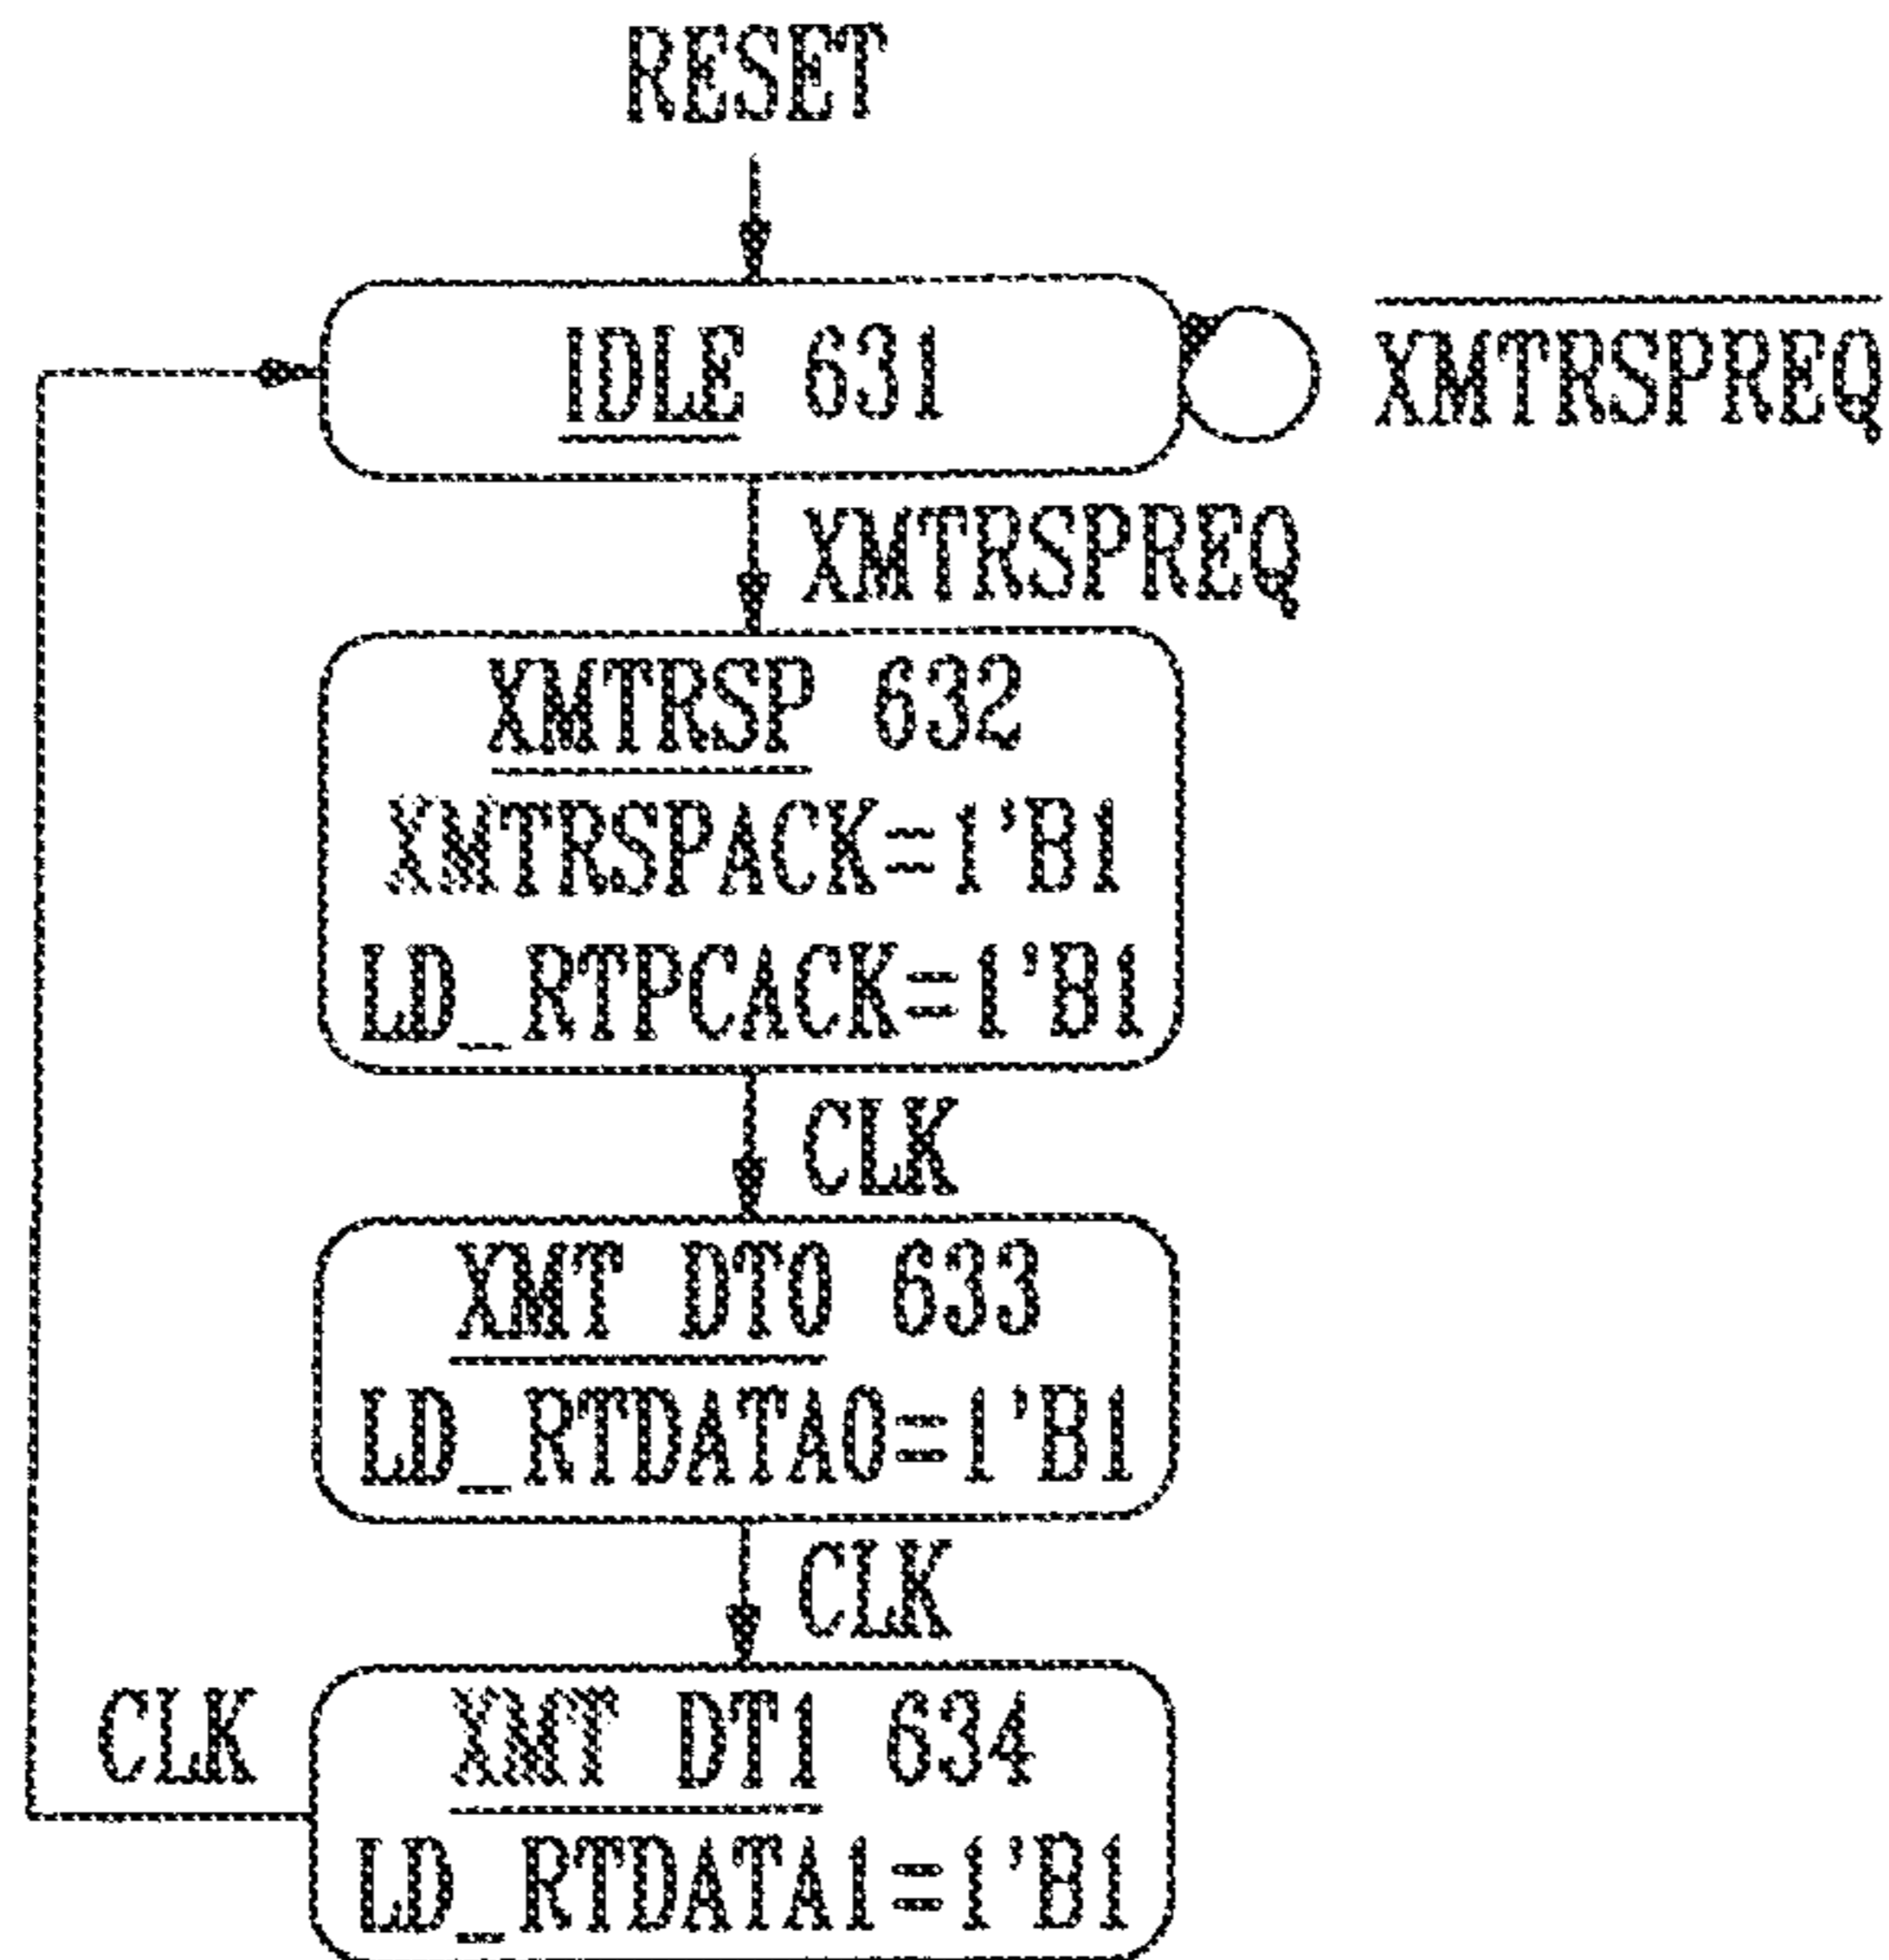 RESET
IDLE 631
XMTRSPREQ
XMTRSPREQ
XMTRSP 632
XMTRSPACK=1'B1
LD_RTPCACK=1'B1
CLK
XMT DT0 633
LD_RTDATA0=1'B1
CLK
CLK
XMT DT1 634
LD_RTDATA1=1'B1